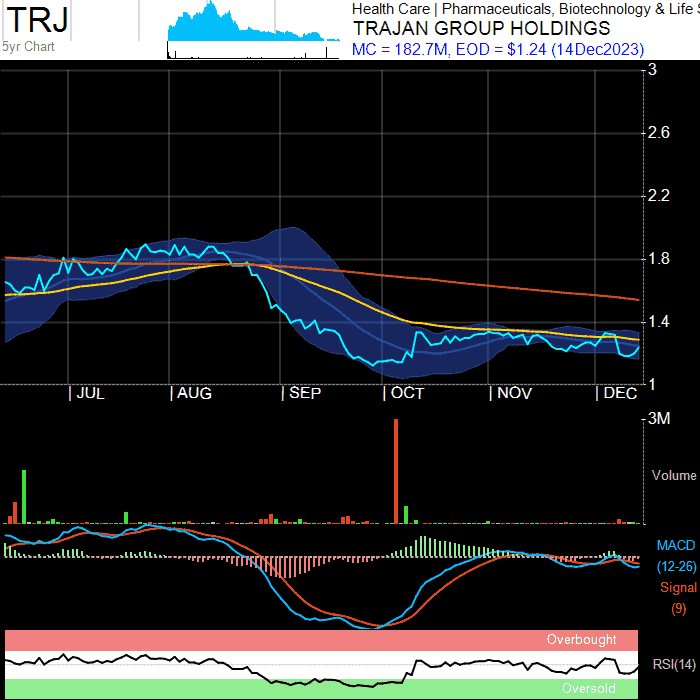 TRJ
5yr Chart
Health Care | Pharmaceuticals, Biotechnology & Life S
TRAJAN GROUP HOLDINGS
MC = 182.7M, EOD = $1.24 (14Dec2023)
3
2.6
2.2
1.8
1.4
1
| JUL | AUG | SEP | OCT | NOV | DEC
3M
Volume
MACD
(12-26)
Signal
(9)
Overbought
RSI(14)
Oversold